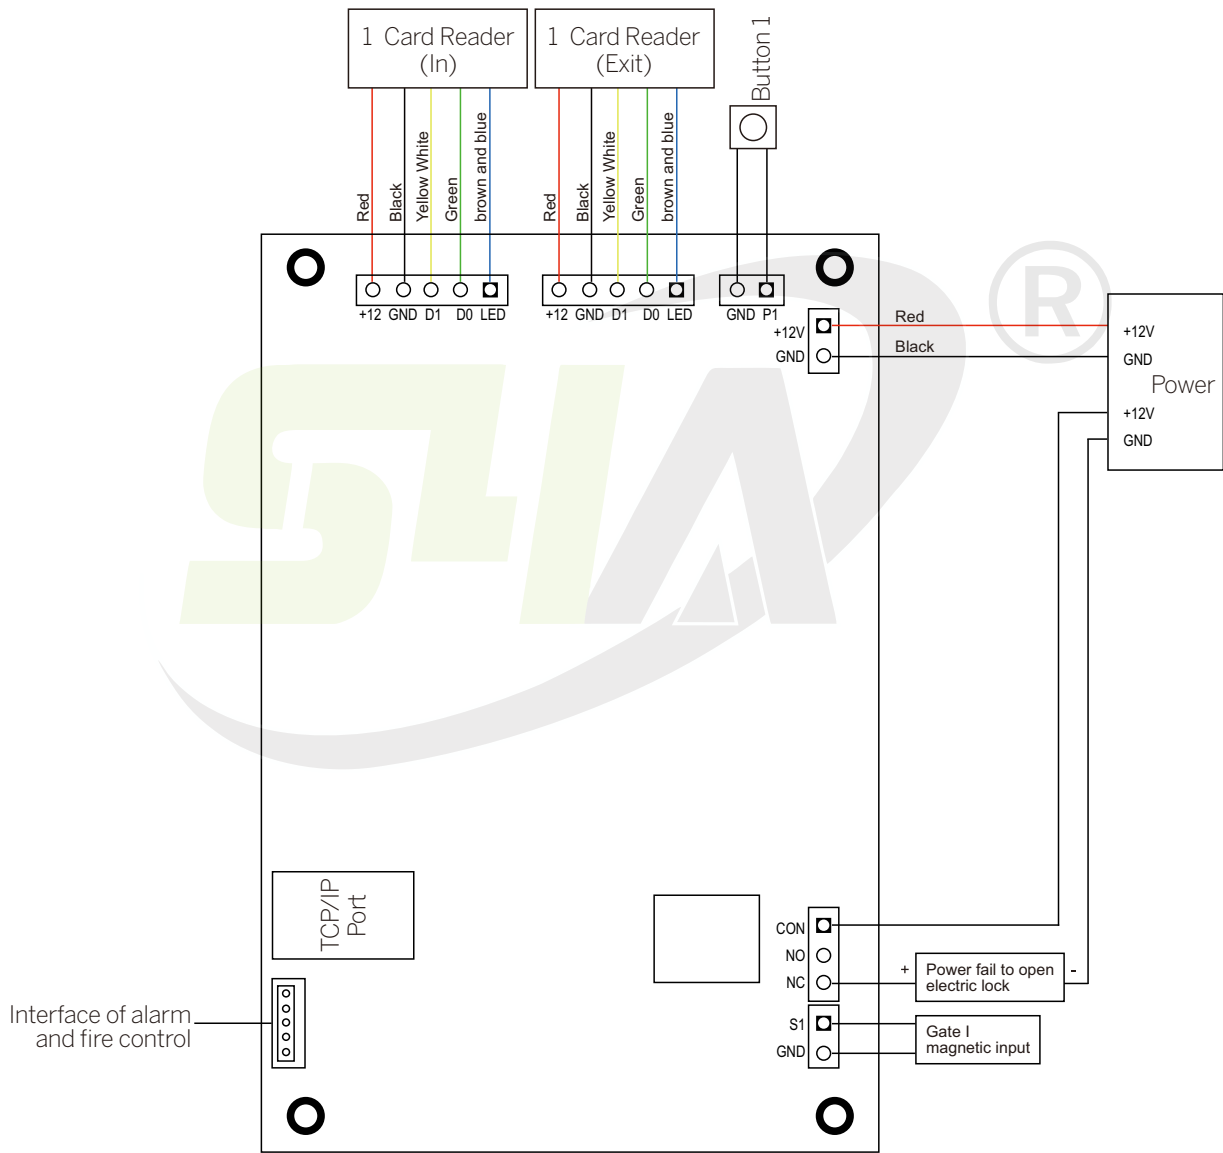 1 Card Reader
(In)
1 Card Reader
(Exit)
Button 1
Red
Black
Yellow White
Green
brown and blue
Red
Black
Yellow White
Green
brown and blue
+12 GND D1 D0 LED
+12 GND D1 D0 LED
GND P1
+12V
GND
Red
Black
+12V
GND
Power
+12V
GND
S4A
®
TCP/IP
Port
Interface of alarm
and fire control
CON
NO
NC
+
Power fail to open
electric lock
-
S1
GND
Gate I
magnetic input